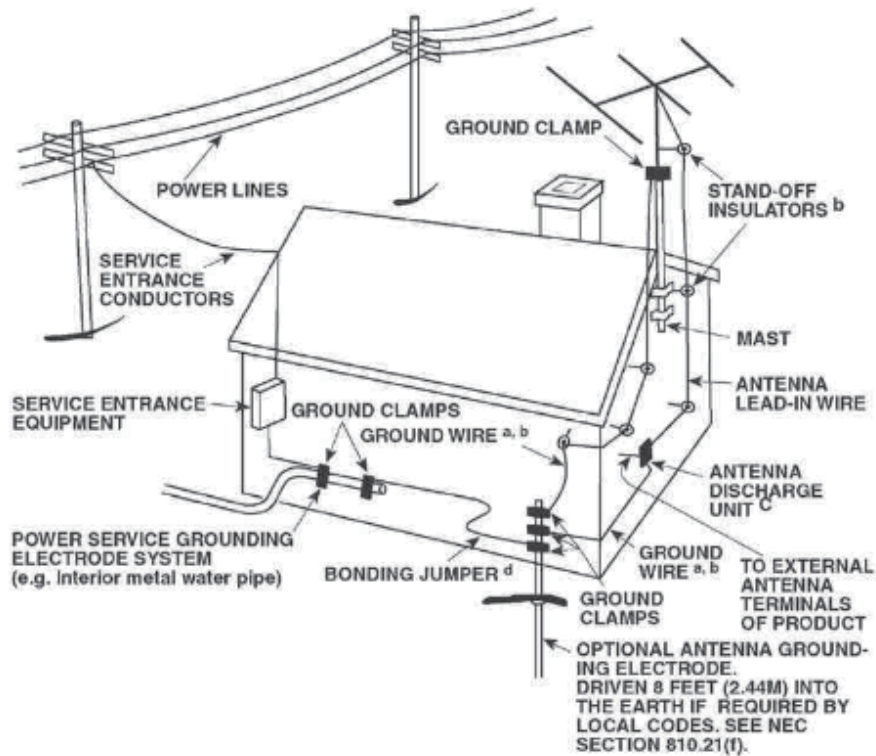 GROUND CLAMP
POWER LINES
STAND-OFF
INSULATORS b
SERVICE
ENTRANCE
CONDUCTORS
MAST
ANTENNA
LEAD-IN WIRE
SERVICE ENTRANCE
EQUIPMENT
GROUND CLAMPS
GROUND WIRE a, b
ANTENNA
DISCHARGE
UNIT C
POWER SERVICE GROUNDING
ELECTRODE SYSTEM
(e.g. Interior metal water pipe)
BONDING JUMPER d
GROUND
WIRE a, b
GROUND
CLAMPS
TO EXTERNAL
ANTENNA
TERMINALS
OF PRODUCT
OPTIONAL ANTENNA GROUND-
ING ELECTRODE.
DRIVEN 8 FEET (2.44M) INTO
THE EARTH IF REQUIRED BY
LOCAL CODES. SEE NEC
SECTION 810.21(f).